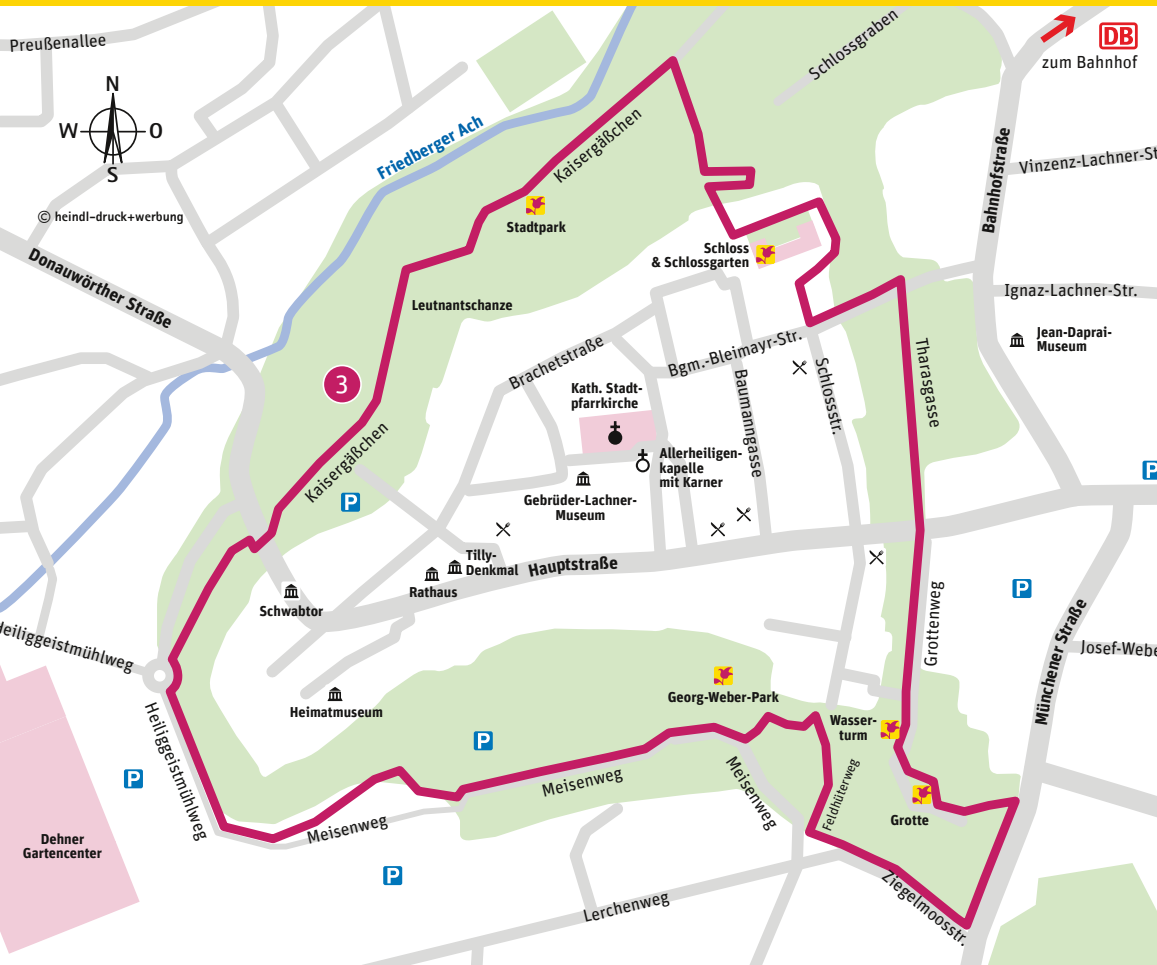 Preußenallee
Schlossgraben
DB
zum Bahnhof
N
W
O
S
Friedberger Ach
Kaisergäßchen
Bahnhofstraße
Vinzenz-Lachner-St
© heindl-druck+werbung
Stadtpark
Donauwörther Straße
Schloss
& Schlossgarten
Leutnantschanze
Ignaz-Lachner-Str.
Jean-Daprai-
Museum
Tharasgasse
Brachetstraße
Bgm.-Bleimayr-Str.
Schlossstr.
Baumanngasse
3
Kath. Stadt-
pfarrkirche
Kaisergäßchen
Allerheiligen-
kapelle
mit Karner
P
P
Gebrüder-Lachner-
Museum
Tilly-
Denkmal
Hauptstraße
Rathaus
Schwabtor
P
Grottenweg
Münchener Straße
Heiliggeistmühlweg
Josef-Webe
Georg-Weber-Park
Heimatmuseum
Wasser-
turm
Heiliggeistmühlweg
P
P
Meisenweg
Meisenweg
Feldhüterweg
Grotte
Meisenweg
Dehner
Gartencenter
P
Lerchenweg
Ziegelmoosstr.